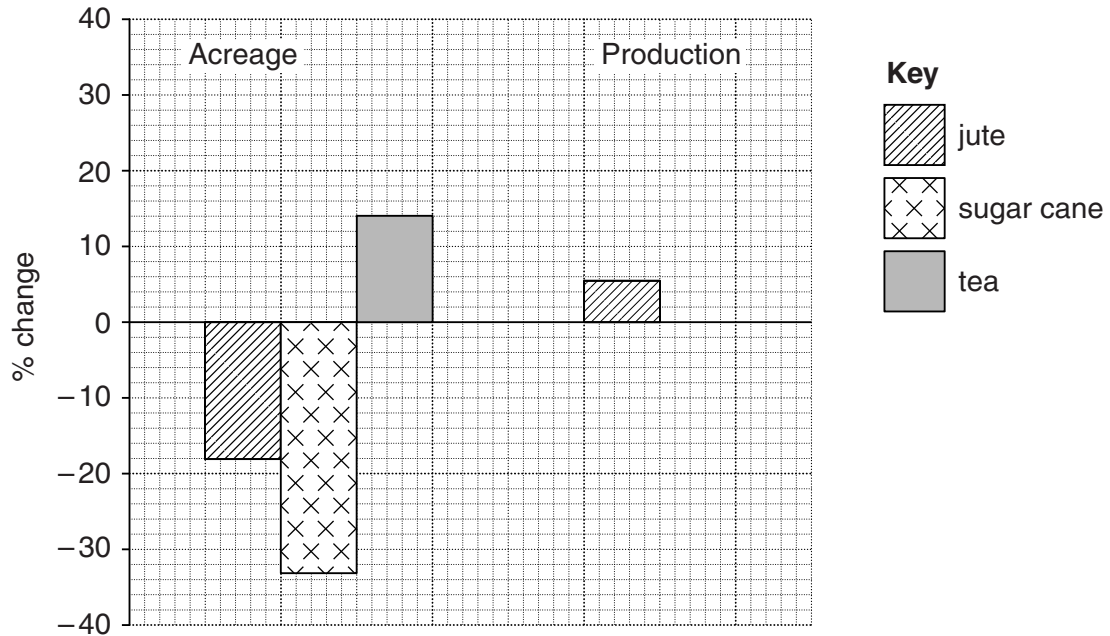 40
Acreage
Production
30
20
10
0
−10
−20
−30
−40
% change
Key
jute
sugar cane
tea